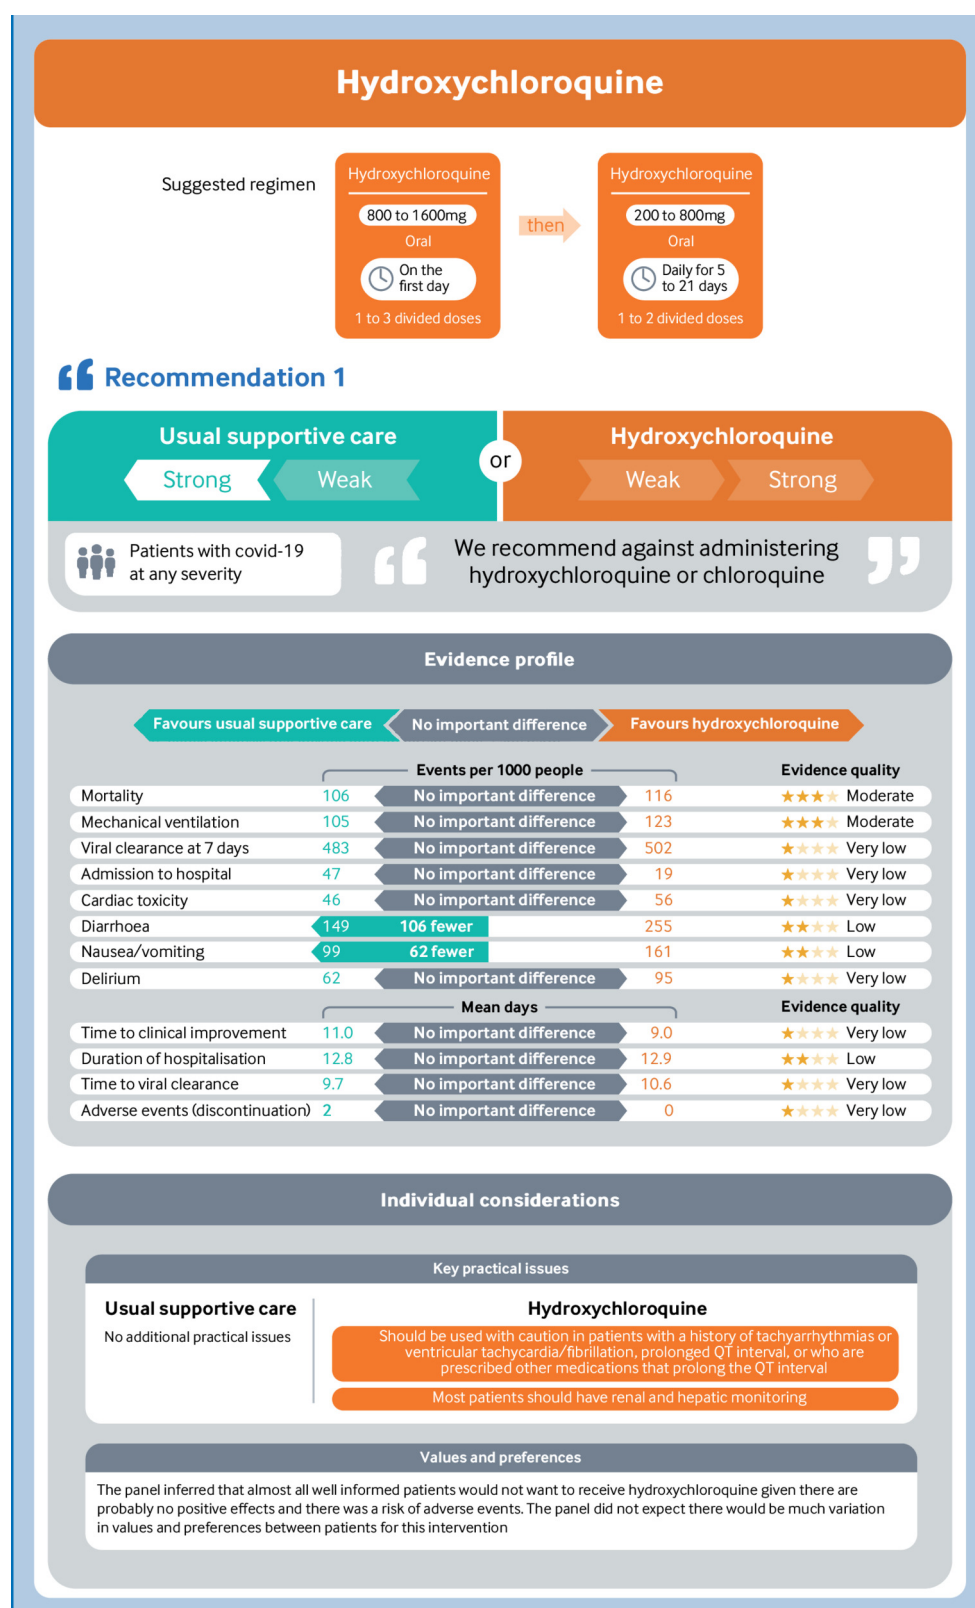 Hydroxychloroquine
Suggested regimen
Hydroxychloroquine
800 to 1600mg
Oral
On the
first day
1 to 3 divided doses
then
Hydroxychloroquine
200 to 800mg
Oral
Daily for 5
to 21 days
1 to 2 divided doses
“ Recommendation 1
Usual supportive care
Strong Weak
or
Hydroxychloroquine
Weak Strong
Patients with covid-19
at any severity
“ We recommend against administering
hydroxychloroquine or chloroquine ”
Evidence profile
Favours usual supportive care No important difference Favours hydroxychloroquine
Events per 1000 people Evidence quality
Mortality 106 No important difference 116 Moderate
Mechanical ventilation 105 No important difference 123 Moderate
Viral clearance at 7 days 483 No important difference 502 Very low
Admission to hospital 47 No important difference 19 Very low
Cardiac toxicity 46 No important difference 56 Very low
Diarrhoea 149 106 fewer 255 Low
Nausea/vomiting 99 62 fewer 161 Low
Delirium 62 No important difference 95 Very low
Mean days Evidence quality
Time to clinical improvement 11.0 No important difference 9.0 Very low
Duration of hospitalisation 12.8 No important difference 12.9 Low
Time to viral clearance 9.7 No important difference 10.6 Very low
Adverse events (discontinuation) 2 No important difference 0 Very low
Individual considerations
Key practical issues
Usual supportive care
No additional practical issues
Hydroxychloroquine
Should be used with caution in patients with a history of tachyarrhythmias or
ventricular tachycardia/fibrillation, prolonged QT interval, or who are
prescribed other medications that prolong the QT interval
Most patients should have renal and hepatic monitoring
Values and preferences
The panel inferred that almost all well informed patients would not want to receive hydroxychloroquine given there are
probably no positive effects and there was a risk of adverse events. The panel did not expect there would be much variation
in values and preferences between patients for this intervention